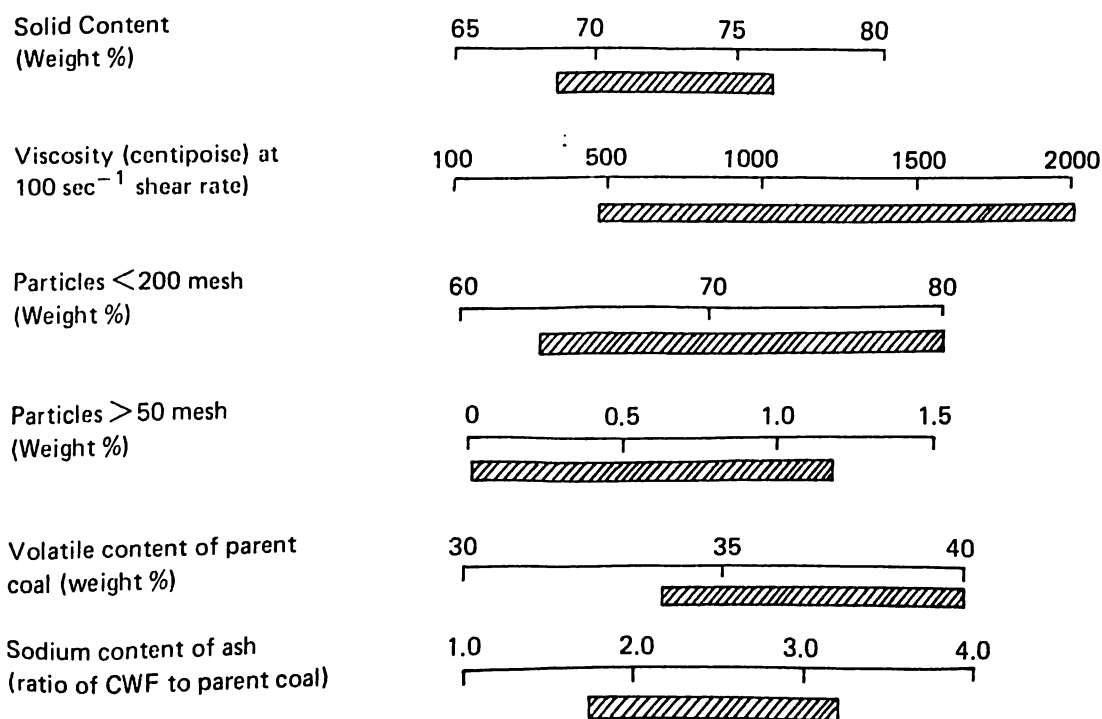 Solid Content
(Weight %)
65 70 75 80
Viscosity (centipoise) at
100 sec⁻¹ shear rate)
100 500 1000 1500 2000
Particles <200 mesh
(Weight %)
60 70 80
Particles >50 mesh
(Weight %)
0 0.5 1.0 1.5
Volatile content of parent
coal (weight %)
30 35 40
Sodium content of ash
(ratio of CWF to parent coal)
1.0 2.0 3.0 4.0